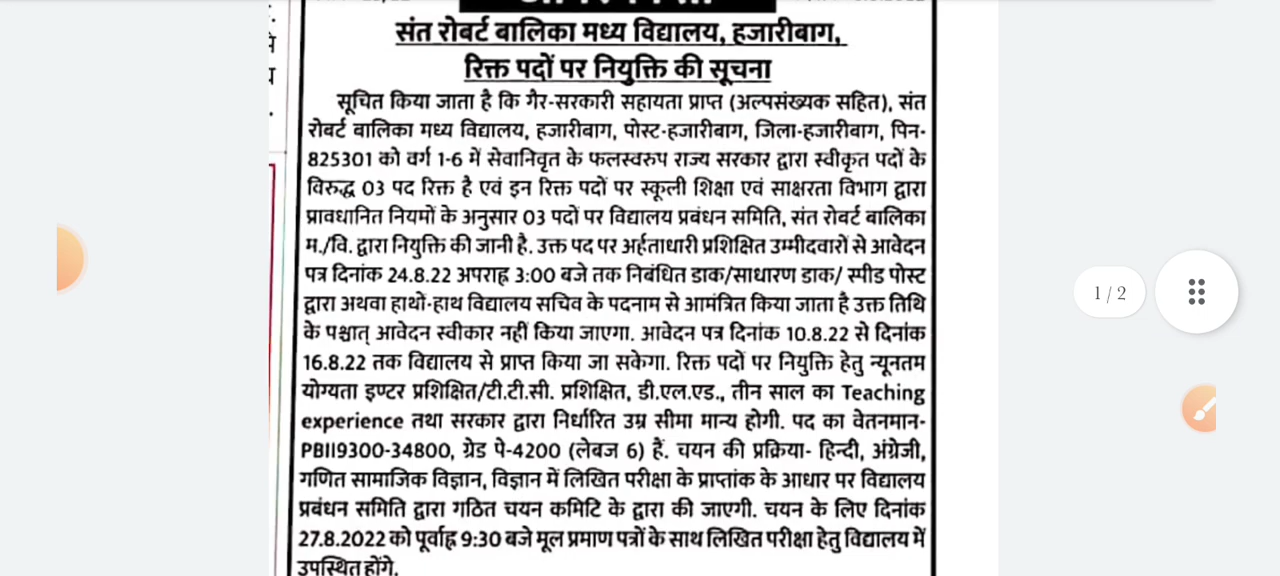 संत रोबर्ट बालिका मध्य विद्यालय, हजारीबाग,
रिक्त पदों पर नियुक्ति की सूचना
सूचित किया जाता है कि गैर-सरकारी सहायता प्राप्त (अल्पसंख्यक सहित), संत
रोबर्ट बालिका मध्य विद्यालय, हजारीबाग, पोस्ट-हजारीबाग, जिला-हजारीबाग, पिन-
825301 को वर्ग 1-6 में सेवानिवृत के फलस्वरुप राज्य सरकार द्वारा स्वीकृत पदों के
विरुद्ध 03 पद रिक्त है एवं इन रिक्त पदों पर स्कूली शिक्षा एवं साक्षरता विभाग द्वारा
प्रावधानित नियमों के अनुसार 03 पदों पर विद्यालय प्रबंधन समिति, संत रोबर्ट बालिका
म./वि. द्वारा नियुक्ति की जानी है. उक्त पद पर अर्हताधारी प्रशिक्षित उम्मीदवारों से आवेदन
पत्र दिनांक 24.8.22 अपराह्न 3:00 बजे तक निबंधित डाक/साधारण डाक/ स्पीड पोस्ट
द्वारा अथवा हाथों-हाथ विद्यालय सचिव के पदनाम से आमंत्रित किया जाता है उक्त तिथि
के पश्चात् आवेदन स्वीकार नहीं किया जाएगा. आवेदन पत्र दिनांक 10.8.22 से दिनांक
16.8.22 तक विद्यालय से प्राप्त किया जा सकेगा. रिक्त पदों पर नियुक्ति हेतु न्यूनतम
योग्यता इण्टर प्रशिक्षित/टी.टी.सी. प्रशिक्षित, डी.एल.एड., तीन साल का Teaching
experience तथा सरकार द्वारा निर्धारित उम्र सीमा मान्य होगी. पद का वेतनमान-
PBII9300-34800, ग्रेड पे-4200 (लेबज 6) हैं. चयन की प्रक्रिया- हिन्दी, अंग्रेजी,
गणित सामाजिक विज्ञान, विज्ञान में लिखित परीक्षा के प्राप्तांक के आधार पर विद्यालय
प्रबंधन समिति द्वारा गठित चयन कमिटि के द्वारा की जाएगी. चयन के लिए दिनांक
27.8.2022 को पूर्वाह्न 9:30 बजे मूल प्रमाण पत्रों के साथ लिखित परीक्षा हेतु विद्यालय में
उपस्थित होंगे.
1 / 2